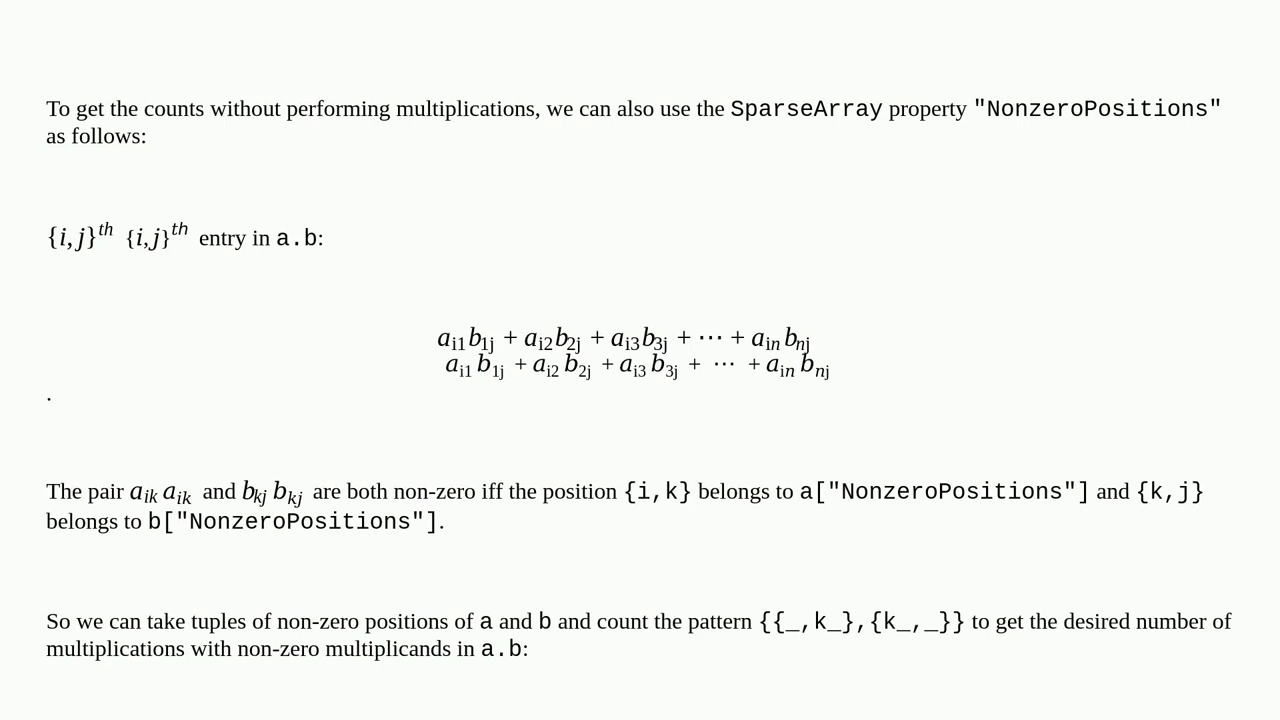 To get the counts without performing multiplications, we can also use the SparseArray property "NonzeroPositions"
as follows:
{i, j}^th {i,j}^th entry in a.b:
a_i1 b_1j + a_i2 b_2j + a_i3 b_3j + ⋯ + a_in b_nj
a_i1 b_1j + a_i2 b_2j + a_i3 b_3j + ⋯ + a_in b_nj
.
The pair a_ik a_ik and b_kj b_kj are both non-zero iff the position {i,k} belongs to a["NonzeroPositions"] and {k,j}
belongs to b["NonzeroPositions"].
So we can take tuples of non-zero positions of a and b and count the pattern {{_,k_},{k_,_}} to get the desired number of
multiplications with non-zero multiplicands in a.b: